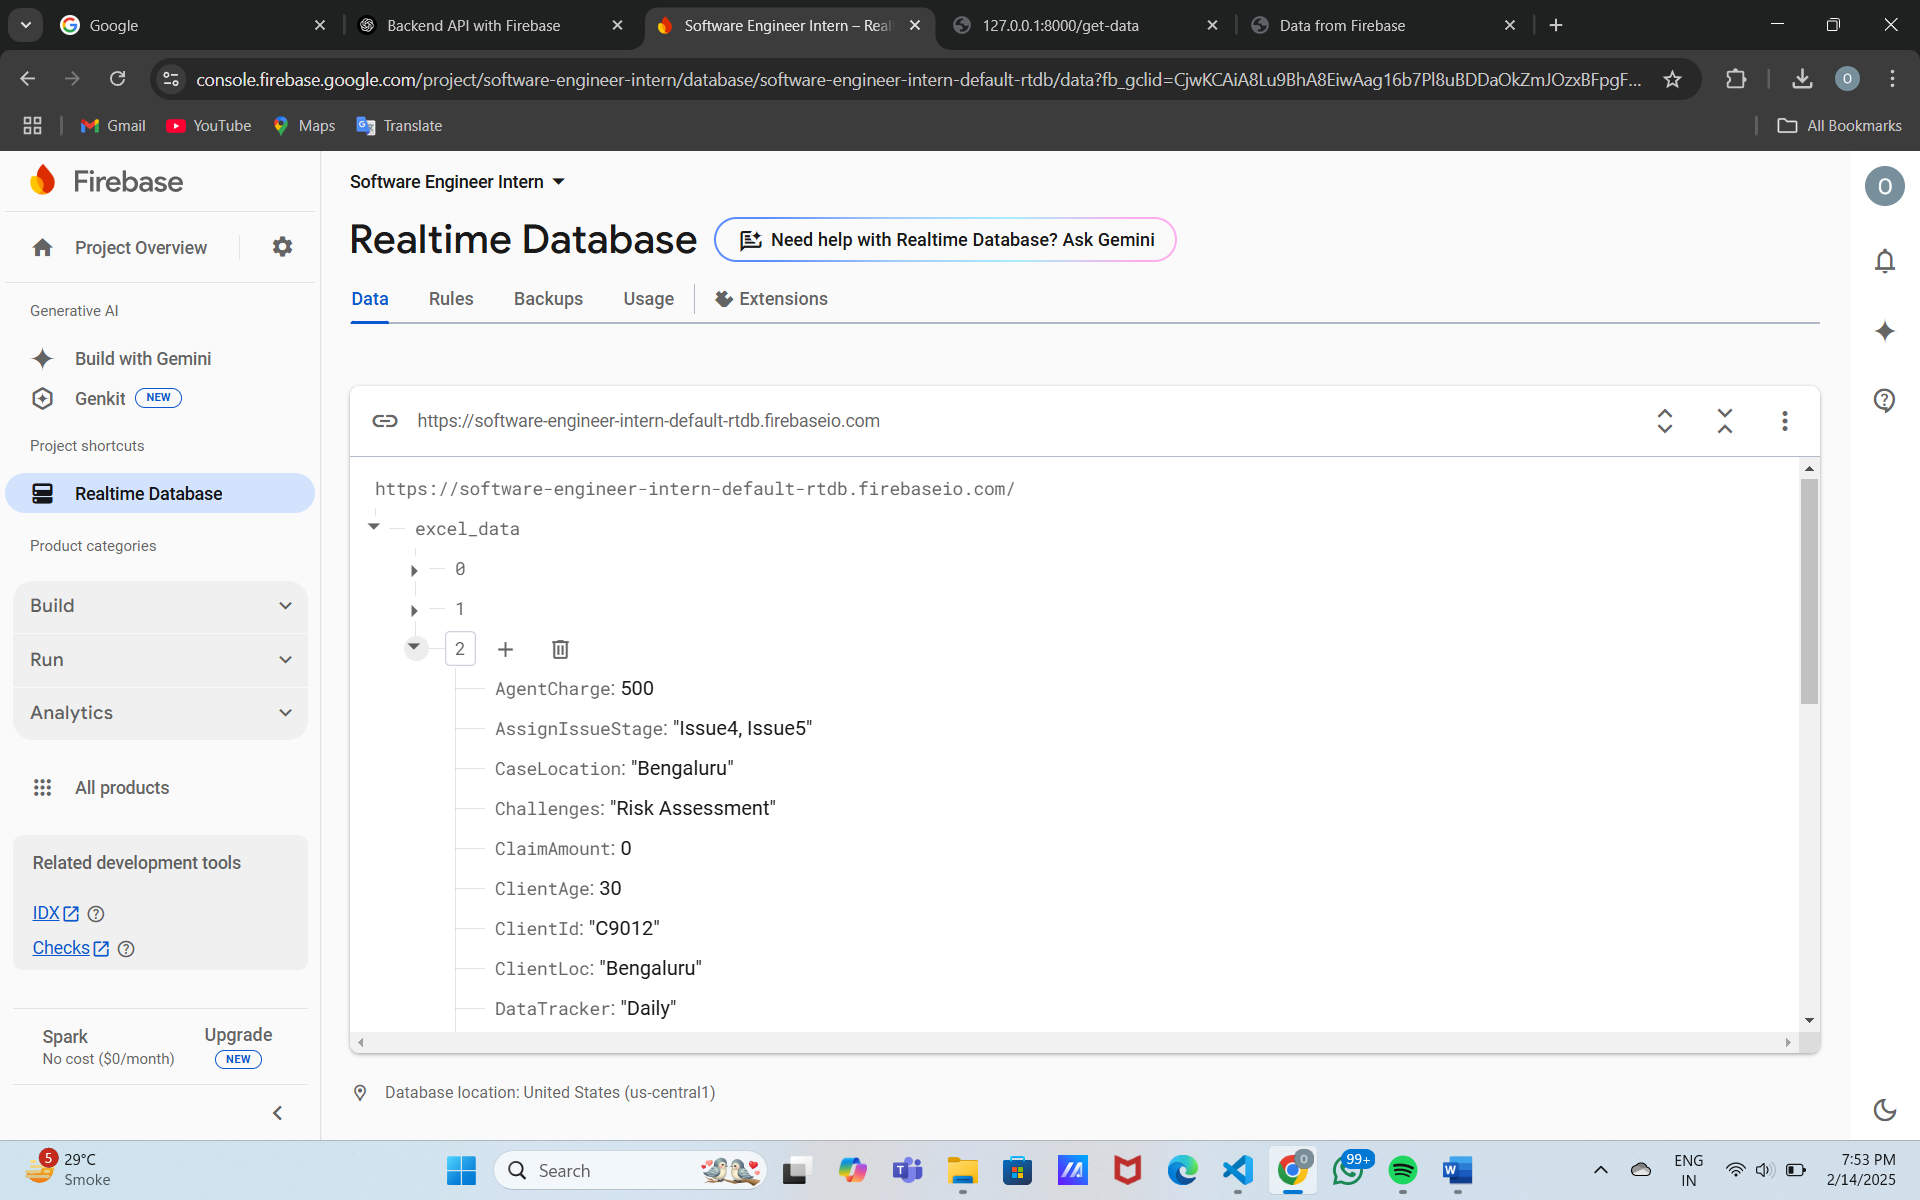 Google
Backend API with Firebase
Software Engineer Intern – Real
127.0.0.1:8000/get-data
Data from Firebase
console.firebase.google.com/project/software-engineer-intern/database/software-engineer-intern-default-rtdb/data?fb_gclid=CjwKCAiA8Lu9BhA8EiwAag16b7Pl8uBDDaOkZmJOzxBFpgF...
O
Gmail
YouTube
Maps
Translate
All Bookmarks
Firebase
Software Engineer Intern
O
Project Overview
Realtime Database
Need help with Realtime Database? Ask Gemini
Data
Rules
Backups
Usage
Extensions
Generative AI
Build with Gemini
Genkit NEW
Project shortcuts
Realtime Database
Product categories
Build
Run
Analytics
All products
Related development tools
IDX
Checks
Spark
No cost ($0/month)
Upgrade
NEW
https://software-engineer-intern-default-rtdb.firebaseio.com
https://software-engineer-intern-default-rtdb.firebaseio.com/
excel_data
0
1
2
AgentCharge: 500
AssignIssueStage: "Issue4, Issue5"
CaseLocation: "Bengaluru"
Challenges: "Risk Assessment"
ClaimAmount: 0
ClientAge: 30
ClientId: "C9012"
ClientLoc: "Bengaluru"
DataTracker: "Daily"
Database location: United States (us-central1)
5
29°C
Smoke
Search
99+
ENG
IN
7:53 PM
2/14/2025